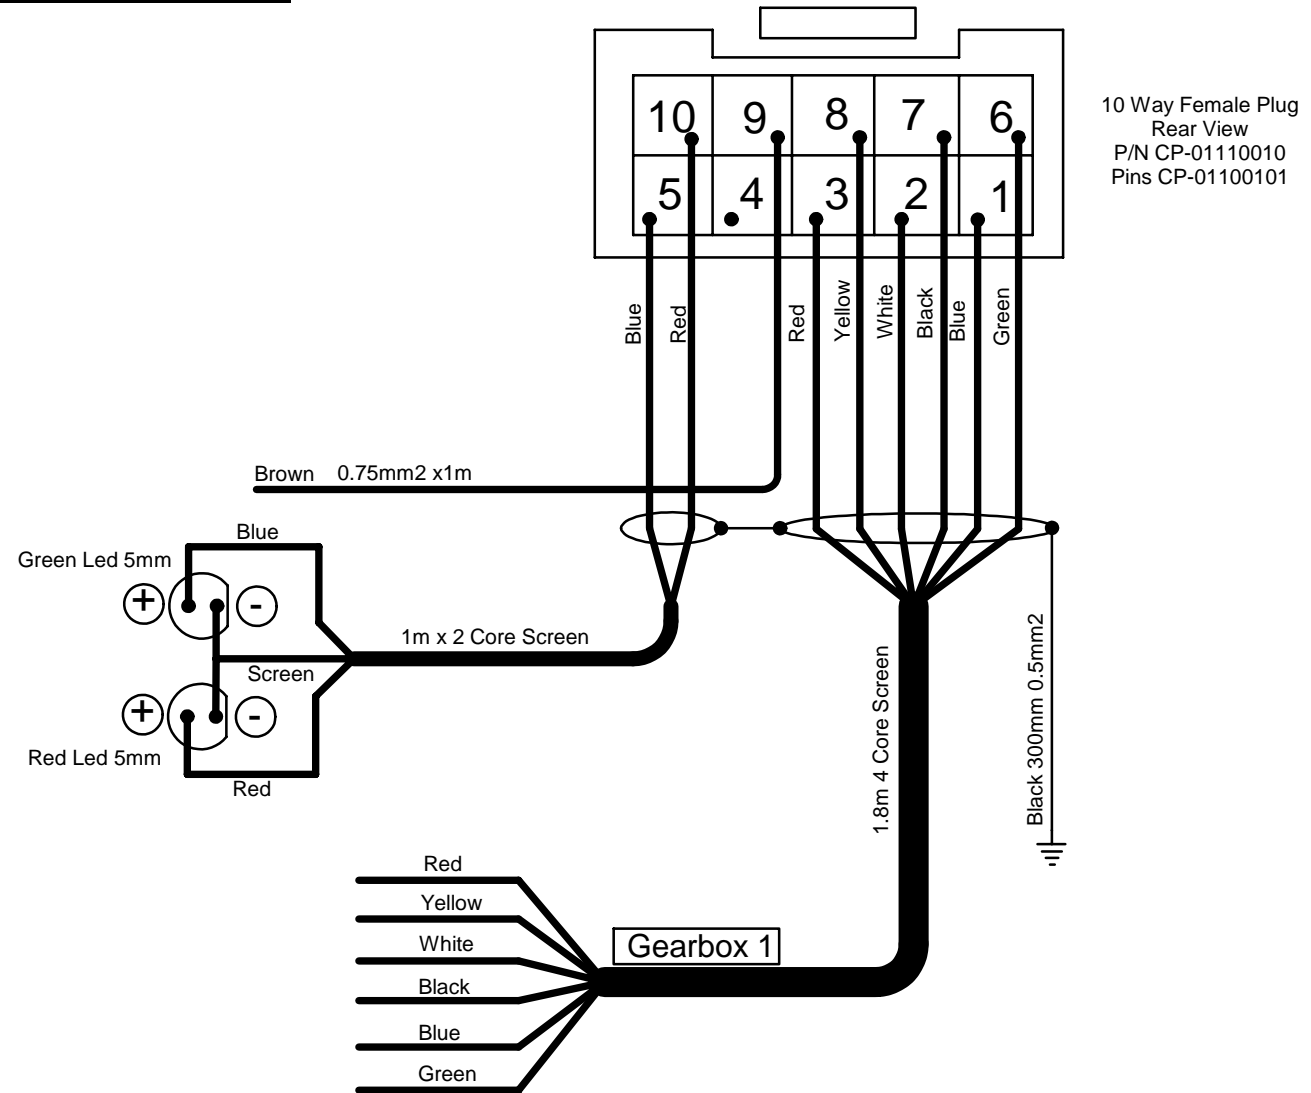 10 9 8 7 6
5 4 3 2 1
10 Way Female Plug
Rear View
P/N CP-01110010
Pins CP-01100101
Blue
Red
Red
Yellow
White
Black
Blue
Green
Brown 0.75mm2 x1m
Blue
Green Led 5mm
+ -
1m x 2 Core Screen
Screen
+ -
Red Led 5mm
Red
1.8m 4 Core Screen
Black 300mm 0.5mm2
Red
Yellow
White
Gearbox 1
Black
Blue
Green